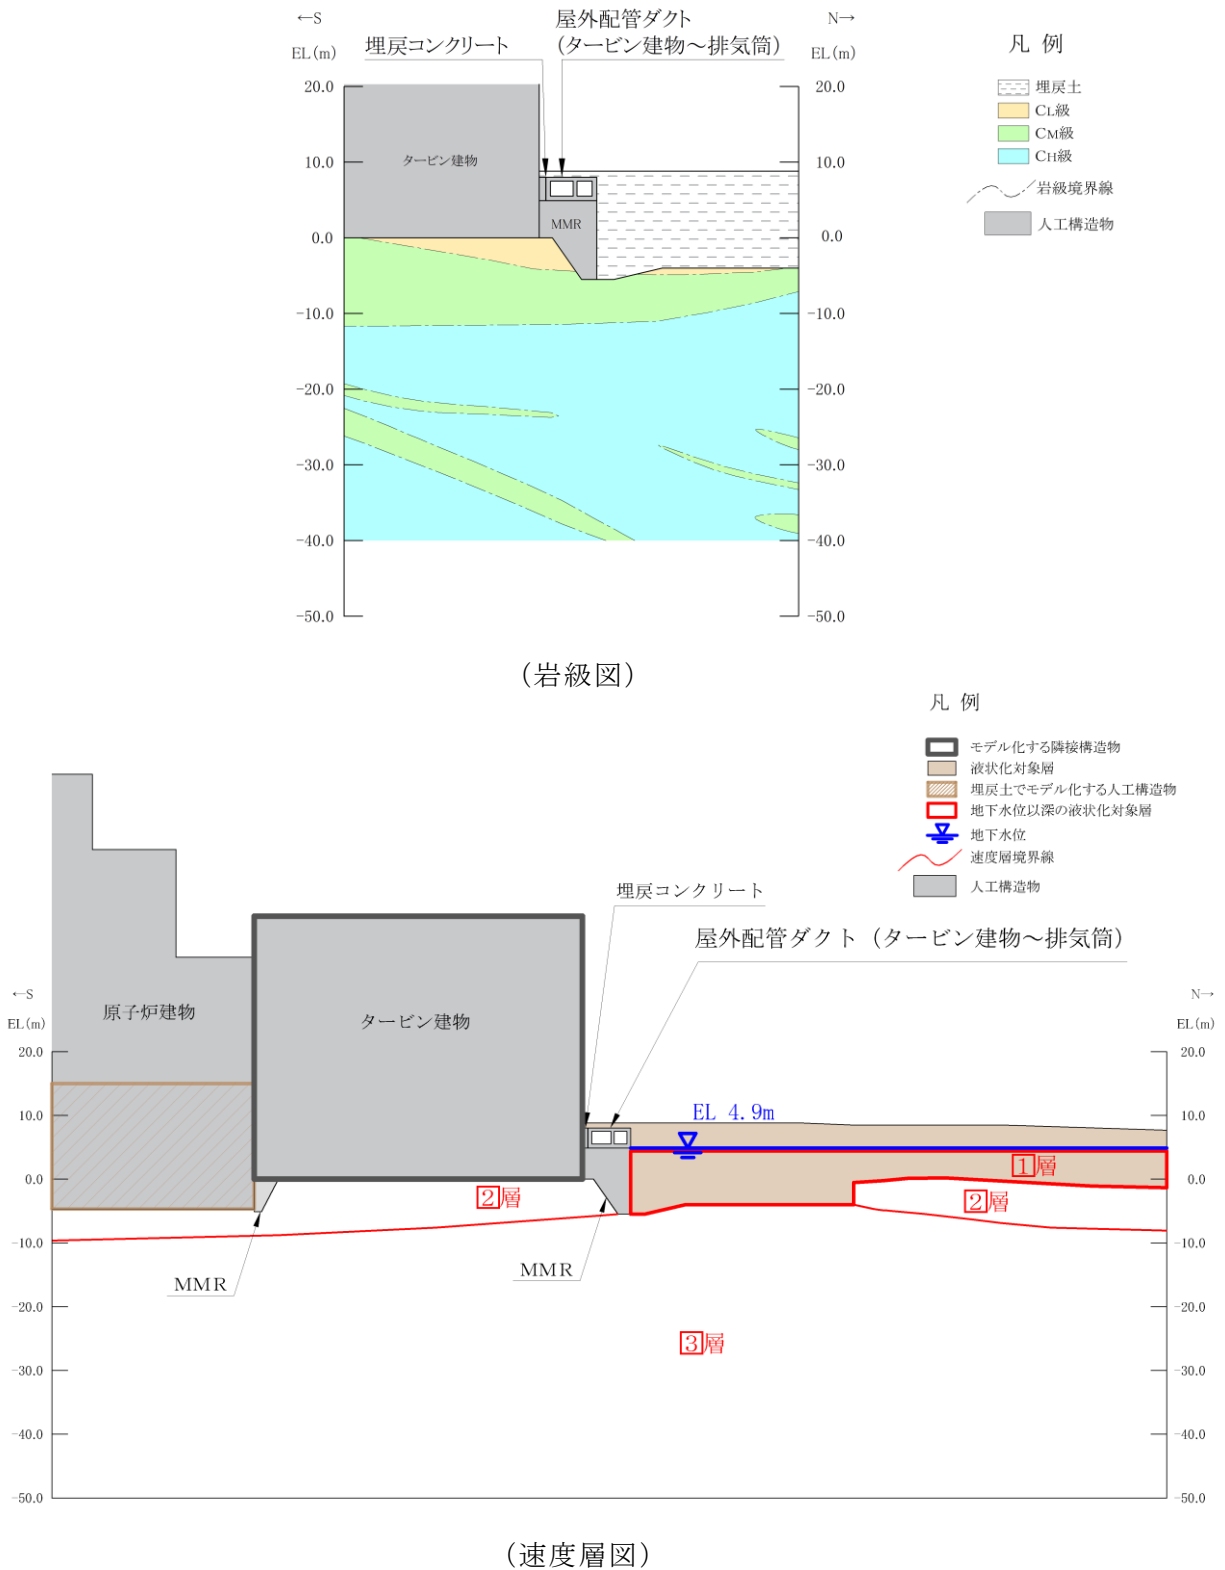 ←S
屋外配管ダクト
N→
EL(m)
埋戻コンクリート
(タービン建物～排気筒)
EL(m)
凡 例
20.0
20.0
埋戻土
CL級
CM級
CH級
岩級境界線
人工構造物
タービン建物
10.0
10.0
MMR
0.0
0.0
-10.0
-10.0
-20.0
-20.0
-30.0
-30.0
-40.0
-40.0
-50.0
-50.0
(岩級図)
凡 例
モデル化する隣接構造物
液状化対象層
埋戻土でモデル化する人工構造物
地下水位以深の液状化対象層
地下水位
速度層境界線
人工構造物
埋戻コンクリート
屋外配管ダクト(タービン建物～排気筒)
←S
N→
原子炉建物
タービン建物
EL(m)
EL(m)
20.0
20.0
10.0
EL 4.9m
10.0
1層
0.0
0.0
2層
2層
-10.0
-10.0
MMR
MMR
-20.0
-20.0
3層
-30.0
-30.0
-40.0
-40.0
-50.0
-50.0
(速度層図)